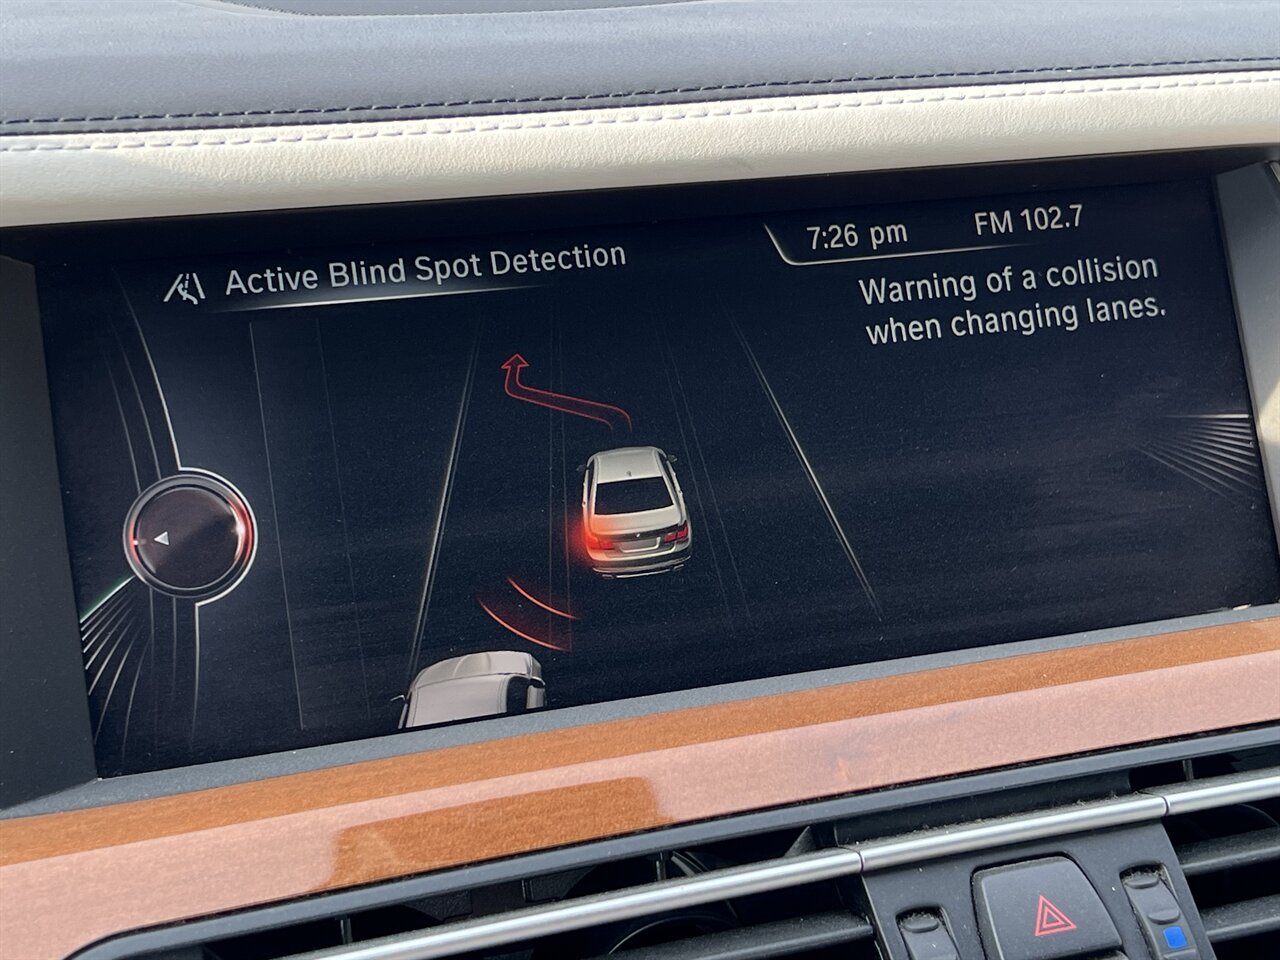 7:26 pm
FM 102.7
Active Blind Spot Detection
Warning of a collision
when changing lanes.